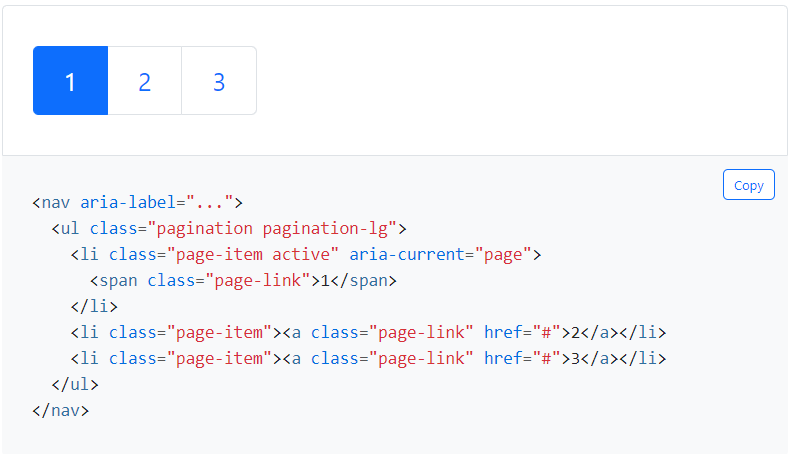 1 2 3
Copy
<nav aria-label="...">
  <ul class="pagination pagination-lg">
    <li class="page-item active" aria-current="page">
      <span class="page-link">1</span>
    </li>
    <li class="page-item"><a class="page-link" href="#">2</a></li>
    <li class="page-item"><a class="page-link" href="#">3</a></li>
  </ul>
</nav>